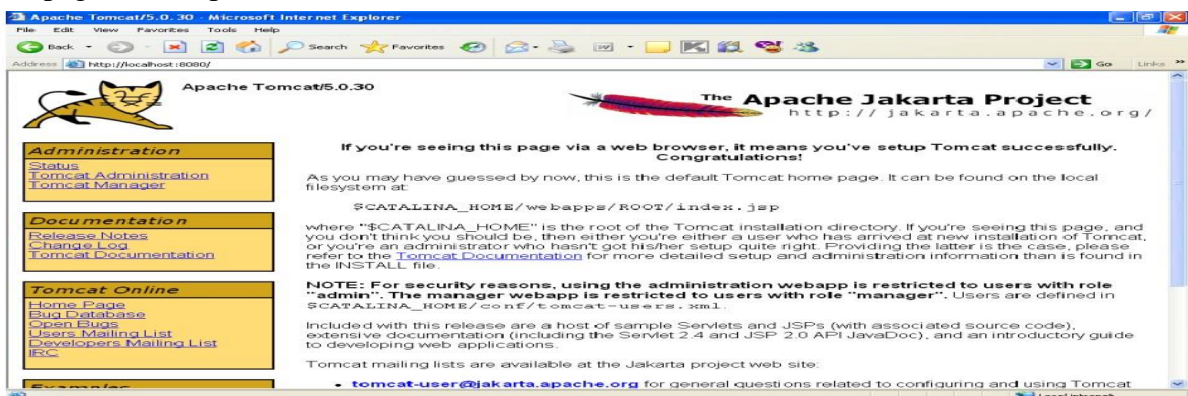 Apache Tomcat/5.0.30 - Microsoft Internet Explorer
File Edit View Favorites Tools Help
Back Search Favorites
Address http://localhost:8080/ Go Links
Apache Tomcat/5.0.30
The Apache Jakarta Project
http://jakarta.apache.org/
Administration
Status
Tomcat Administration
Tomcat Manager
Documentation
Release Notes
Change Log
Tomcat Documentation
Tomcat Online
Home Page
Bug Database
Open Bugs
Users Mailing List
Developers Mailing List
IRC
Examples
If you're seeing this page via a web browser, it means you've setup Tomcat successfully.
Congratulations!
As you may have guessed by now, this is the default Tomcat home page. It can be found on the local
filesystem at:
$CATALINA_HOME/webapps/ROOT/index.jsp
where "$CATALINA_HOME" is the root of the Tomcat installation directory. If you're seeing this page, and
you don't think you should be, then either you're either a user who has arrived at new installation of Tomcat,
or you're an administrator who hasn't got his/her setup quite right. Providing the latter is the case, please
refer to the Tomcat Documentation for more detailed setup and administration information than is found in
the INSTALL file.
NOTE: For security reasons, using the administration webapp is restricted to users with role
"admin". The manager webapp is restricted to users with role "manager". Users are defined in
$CATALINA_HOME/conf/tomcat-users.xml.
Included with this release are a host of sample Servlets and JSPs (with associated source code),
extensive documentation (including the Servlet 2.4 and JSP 2.0 API JavaDoc), and an introductory guide
to developing web applications.
Tomcat mailing lists are available at the Jakarta project web site:
• tomcat-user@jakarta.apache.org for general questions related to configuring and using Tomcat
Local intranet